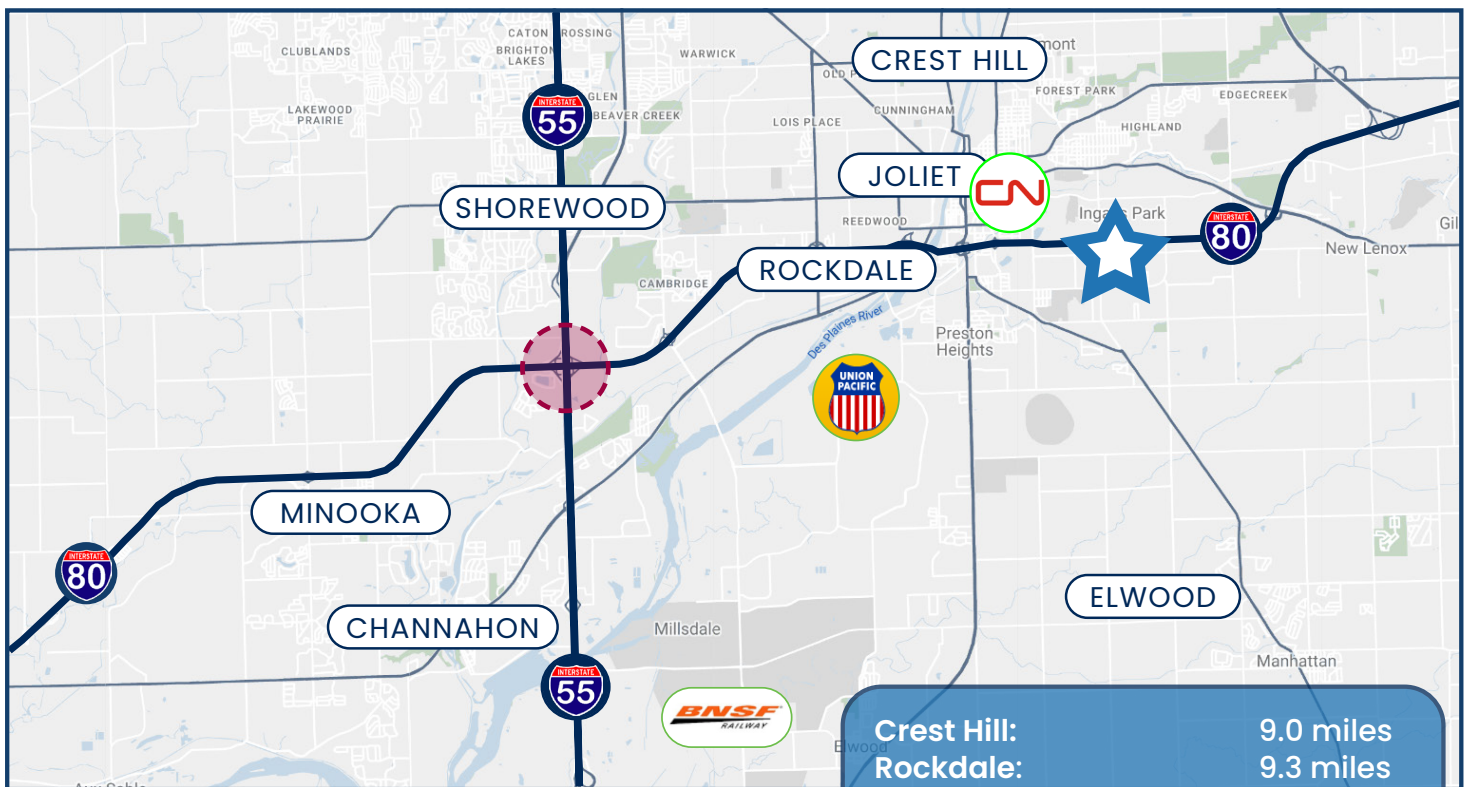 CATON CROSSING
CLUBLANDS
BRIGHTON
LAKES
WARWICK
CREST HILL
FOREST PARK
EDGECREEK
LAKEWOOD
PRAIRIE
INTERSTATE
55
GLEN
BEAVER CREEK
LOIS PLACE
CUNNINGHAM
HIGHLAND
JOLIET
CN
SHOREWOOD
REEDWOOD
Park
INTERSTATE
80
New Lenox
ROCKDALE
CAMBRIDGE
Des Plaines River
Preston
Heights
UNION
PACIFIC
MINOOKA
INTERSTATE
80
ELWOOD
CHANNAHON
Millsdale
Manhattan
INTERSTATE
55
BNSF
RAILWAY
Elwood
Crest Hill: 9.0 miles
Rockdale: 9.3 miles